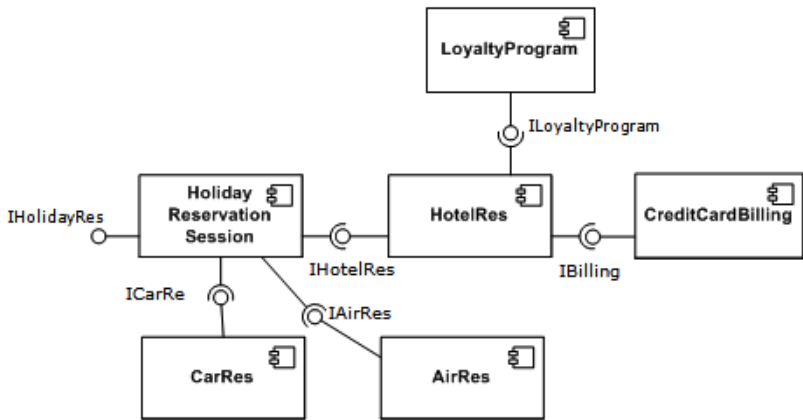 LoyaltyProgram
ILoyaltyProgram
IHolidayRes
Holiday
Reservation
Session
HotelRes
CreditCardBilling
IHotelRes
IBilling
ICarRe
IAirRes
CarRes
AirRes